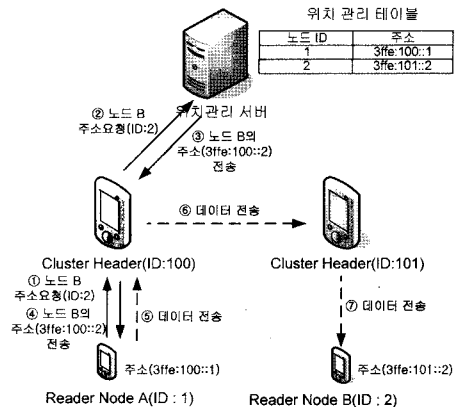 위치 관리 테이블
노드 ID 주소
1 3ffe:100::1
2 3ffe:101::2
위치관리 서버
② 노드 B
주소요청(ID:2)
③ 노드 B의
주소(3ffe:100::2)
전송
⑥ 데이터 전송
Cluster Header(ID:100)
Cluster Header(ID:101)
① 노드 B
주소요청(ID:2)
④ 노드 B의
주소(3ffe:100::2)
전송
⑤ 데이터 전송
⑦ 데이터 전송
주소(3ffe:100::1)
주소(3ffe:101::2)
Reader Node A(ID : 1)
Reader Node B(ID : 2)